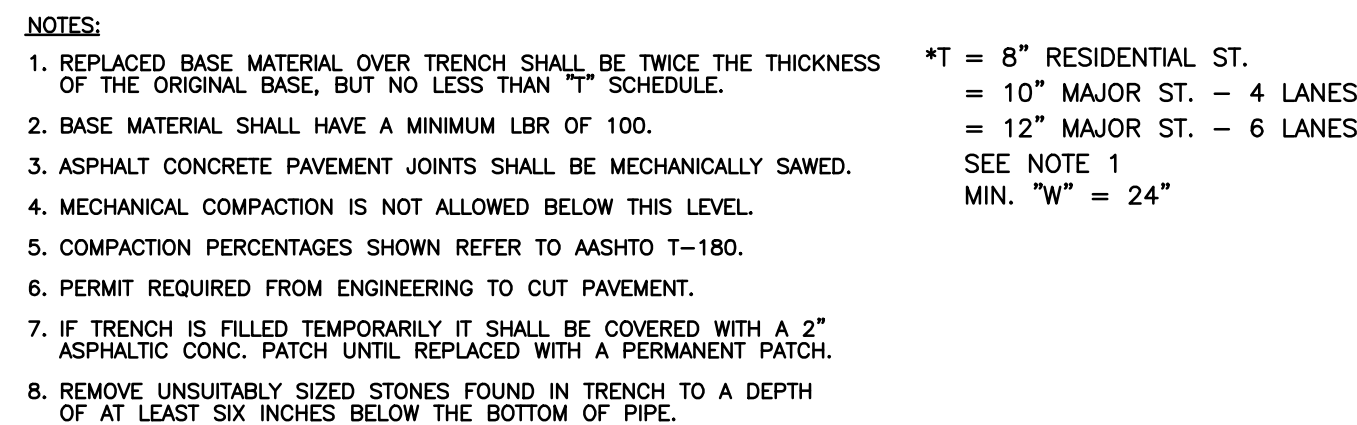 NOTES:
1. REPLACED BASE MATERIAL OVER TRENCH SHALL BE TWICE THE THICKNESS
OF THE ORIGINAL BASE, BUT NO LESS THAN "T" SCHEDULE.
2. BASE MATERIAL SHALL HAVE A MINIMUM LBR OF 100.
3. ASPHALT CONCRETE PAVEMENT JOINTS SHALL BE MECHANICALLY SAWED.
4. MECHANICAL COMPACTION IS NOT ALLOWED BELOW THIS LEVEL.
5. COMPACTION PERCENTAGES SHOWN REFER TO AASHTO T-180.
6. PERMIT REQUIRED FROM ENGINEERING TO CUT PAVEMENT.
7. IF TRENCH IS FILLED TEMPORARILY IT SHALL BE COVERED WITH A 2"
ASPHALTIC CONC. PATCH UNTIL REPLACED WITH A PERMANENT PATCH.
8. REMOVE UNSUITABLY SIZED STONES FOUND IN TRENCH TO A DEPTH
OF AT LEAST SIX INCHES BELOW THE BOTTOM OF PIPE.
*T = 8" RESIDENTIAL ST.
= 10" MAJOR ST. - 4 LANES
= 12" MAJOR ST. - 6 LANES
SEE NOTE 1
MIN. "W" = 24"